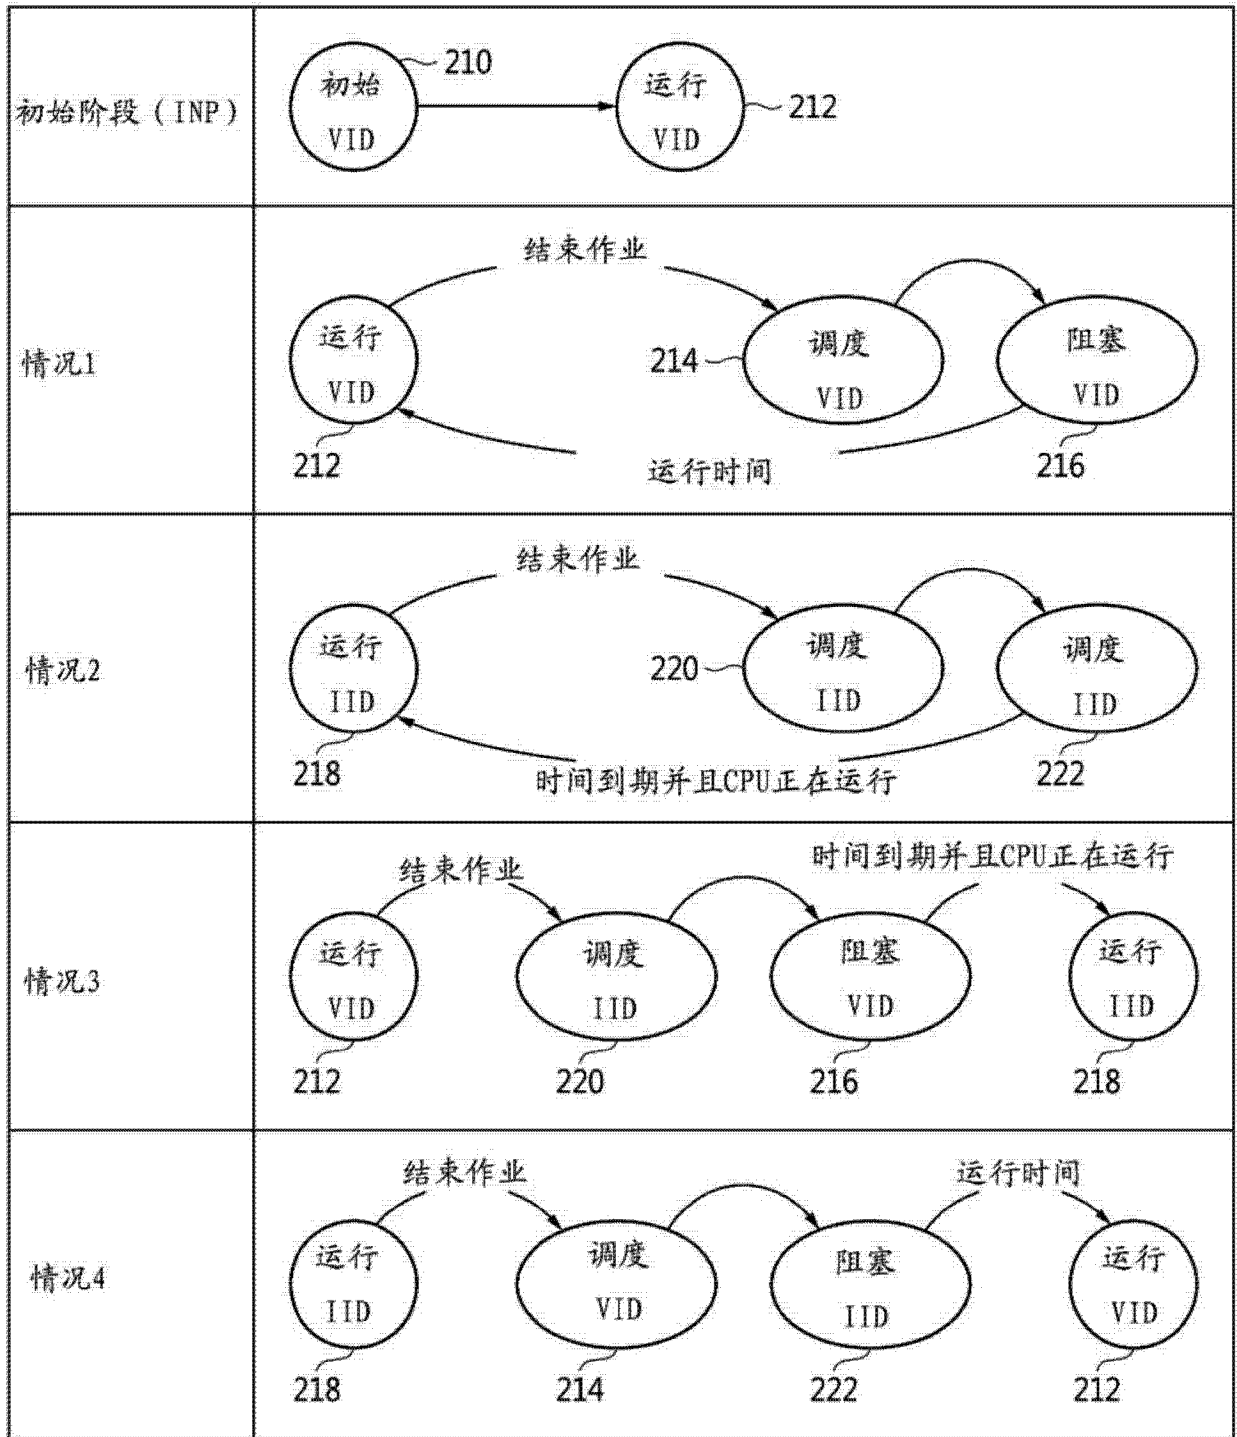 初始阶段（INP）
初始
VID
210
运行
VID
212
情况1
结束作业
运行
VID
212
214
调度
VID
阻塞
VID
216
运行时间
情况2
结束作业
运行
IID
218
220
调度
IID
调度
IID
222
时间到期并且CPU正在运行
情况3
结束作业
时间到期并且CPU正在运行
运行
VID
212
调度
IID
220
阻塞
VID
216
运行
IID
218
情况4
结束作业
运行时间
运行
IID
218
调度
VID
214
阻塞
IID
222
运行
VID
212